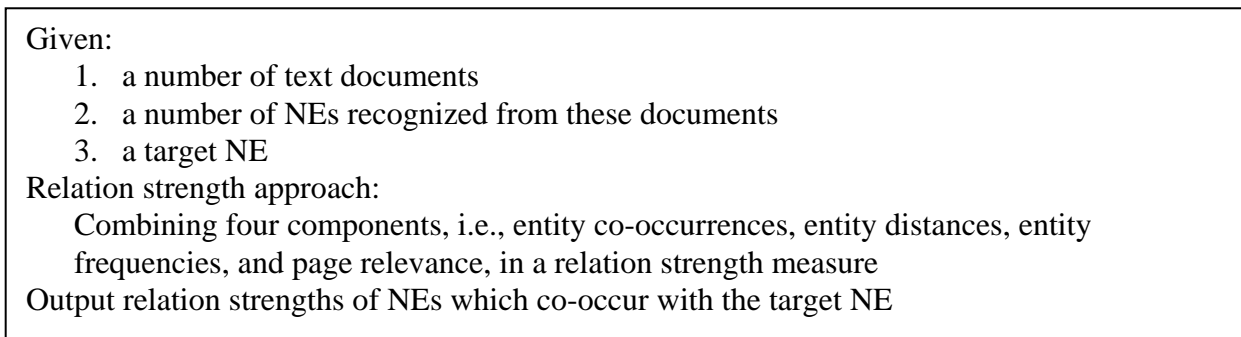 Given:
1. a number of text documents
2. a number of NEs recognized from these documents
3. a target NE
Relation strength approach:
Combining four components, i.e., entity co-occurrences, entity distances, entity
frequencies, and page relevance, in a relation strength measure
Output relation strengths of NEs which co-occur with the target NE